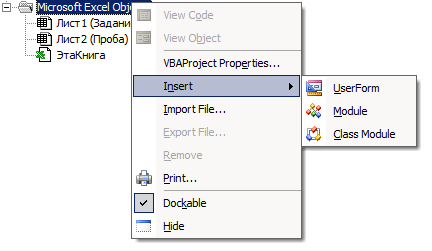 Microsoft Excel Obj
Лист1 (Задани
Лист2 (Проба)
ЭтаКнига
View Code
View Object
VBAProject Properties...
Insert
Import File...
Export File...
Remove
Print...
Dockable
Hide
UserForm
Module
Class Module